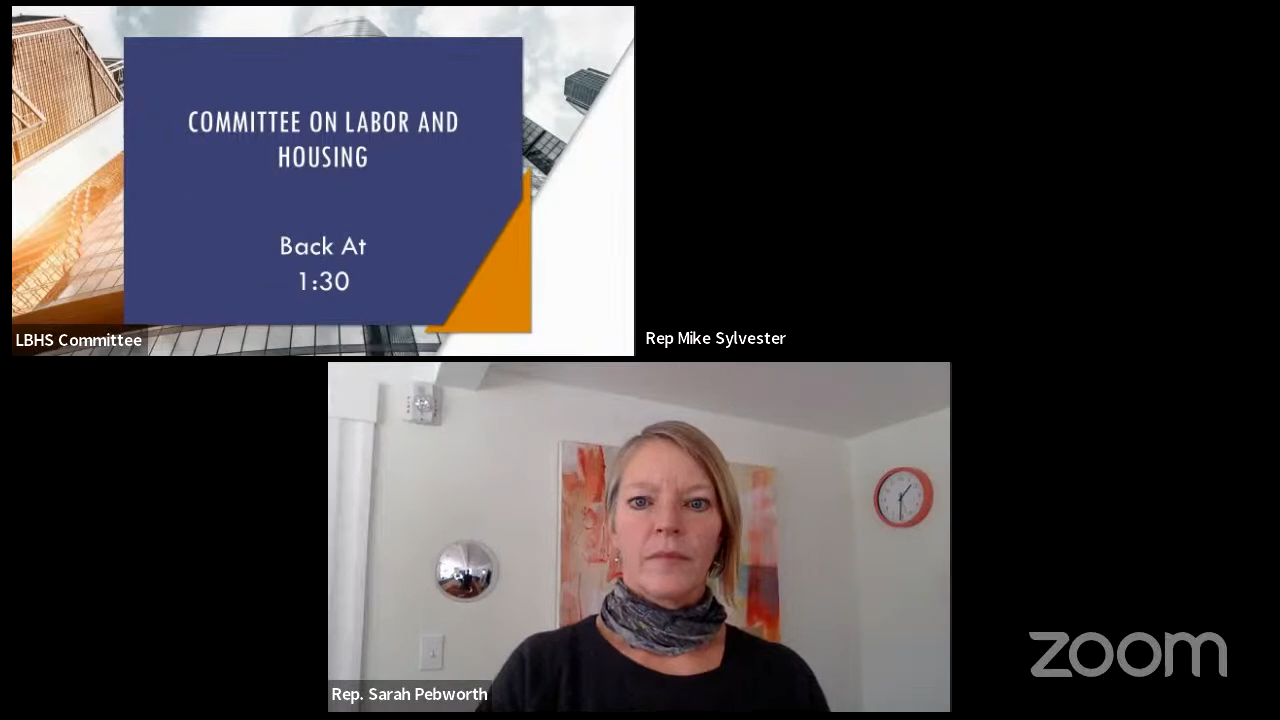 COMMITTEE ON LABOR AND
HOUSING
Back At
1:30
LBHS Committee
Rep Mike Sylvester
Rep. Sarah Pebworth
zoom